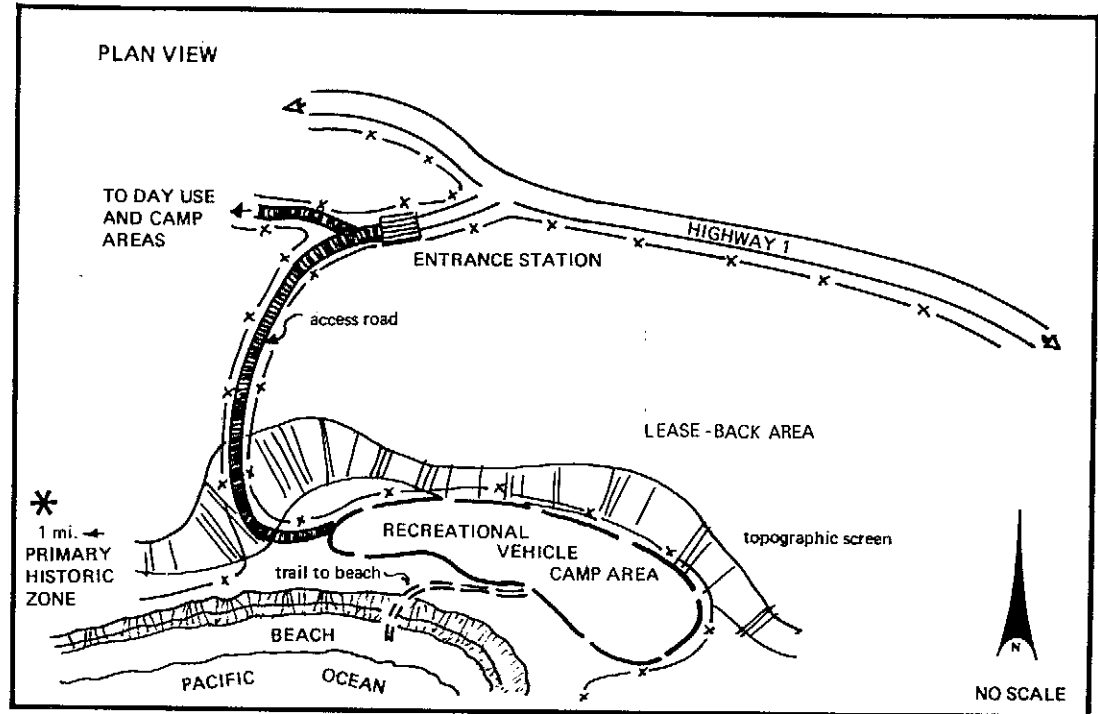 PLAN VIEW
TO DAY USE
AND CAMP
AREAS
HIGHWAY 1
ENTRANCE STATION
access road
LEASE-BACK AREA
1 mi.
PRIMARY
HISTORIC
ZONE
RECREATIONAL
VEHICLE
CAMP AREA
topographic screen
trail to beach
BEACH
PACIFIC OCEAN
N
NO SCALE